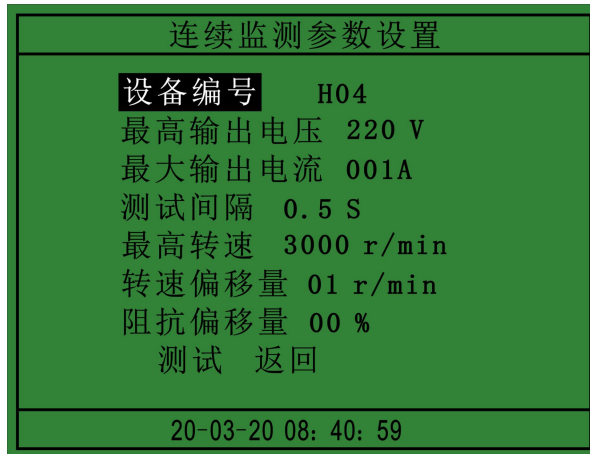 连续监测参数设置
设备编号 H04
最高输出电压 220 V
最大输出电流 001A
测试间隔 0.5 S
最高转速 3000 r/min
转速偏移量 01 r/min
阻抗偏移量 00 %
测试 返回
20-03-20 08: 40: 59